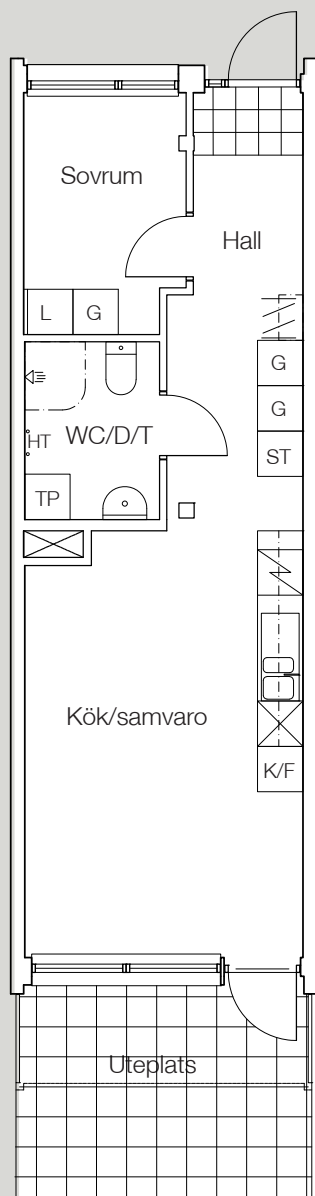 Sovrum
Hall
L
G
G
G
ST
HT
WC/D/T
TP
Kök/samvaro
K/F
Uteplats